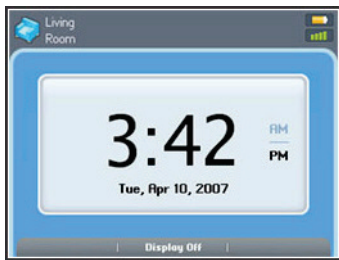 Living
Room
3:42
AM
PM
Tue, Apr 10, 2007
Display Off